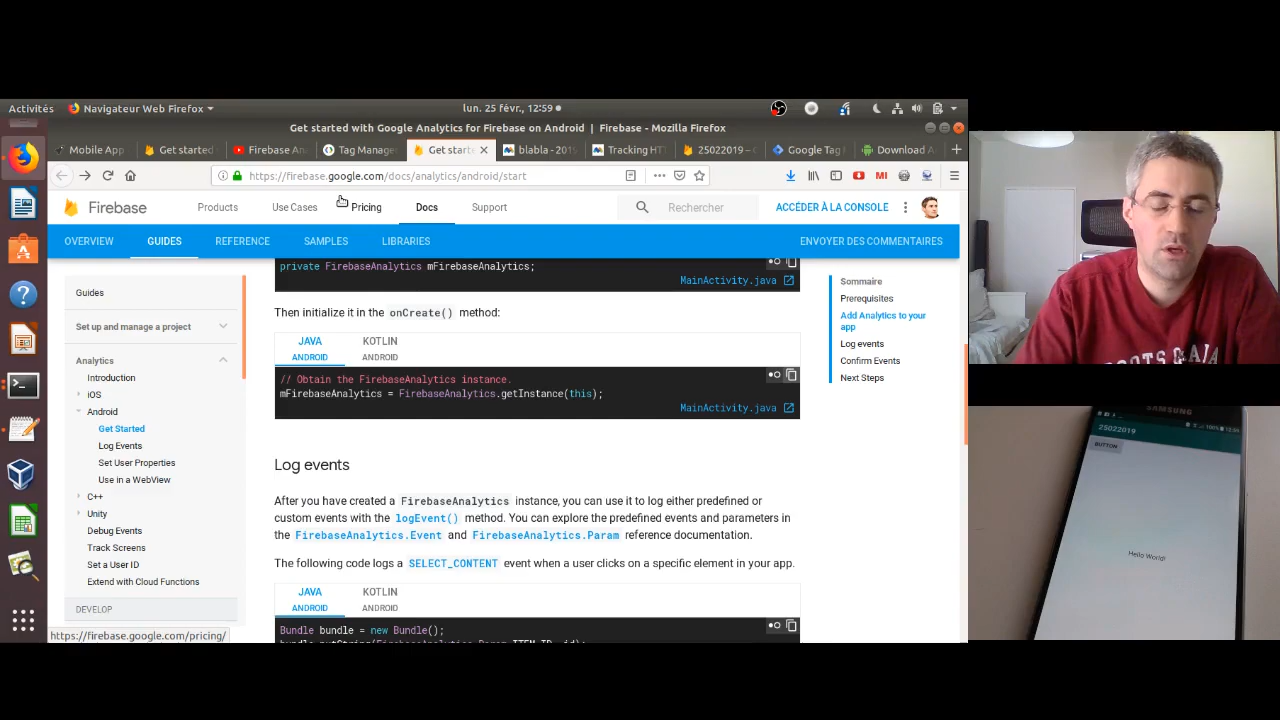 Activités
Navigateur Web Firefox
lun. 25 févr., 12:59
Get started with Google Analytics for Firebase on Android | Firebase - Mozilla Firefox
Mobile App
Get started
Firebase An
Tag Manage
Get starte
blabla - 201
Tracking HT
25022019 –
Google Tag
Download A
https://firebase.google.com/docs/analytics/android/start
Firebase
Products
Use Cases
Pricing
Docs
Support
Rechercher
ACCÉDER À LA CONSOLE
OVERVIEW
GUIDES
REFERENCE
SAMPLES
LIBRARIES
ENVOYER DES COMMENTAIRES
Guides
Set up and manage a project
Analytics
Introduction
iOS
Android
Get Started
Log Events
Set User Properties
Use in a WebView
C++
Unity
Debug Events
Track Screens
Set a User ID
Extend with Cloud Functions
DEVELOP
https://firebase.google.com/pricing/
private FirebaseAnalytics mFirebaseAnalytics;
MainActivity.java
Then initialize it in the onCreate() method:
JAVA
ANDROID
KOTLIN
ANDROID
// Obtain the FirebaseAnalytics instance.
mFirebaseAnalytics = FirebaseAnalytics.getInstance(this);
MainActivity.java
Log events
After you have created a FirebaseAnalytics instance, you can use it to log either predefined or
custom events with the logEvent() method. You can explore the predefined events and parameters in
the FirebaseAnalytics.Event and FirebaseAnalytics.Param reference documentation.
The following code logs a SELECT_CONTENT event when a user clicks on a specific element in your app.
JAVA
ANDROID
KOTLIN
ANDROID
Bundle bundle = new Bundle();
bundle.putString(FirebaseAnalytics.Param.ITEM_ID, id);
Sommaire
Prerequisites
Add Analytics to your
app
Log events
Confirm Events
Next Steps
SAMSUNG
25022019
BUTTON
Hello World!